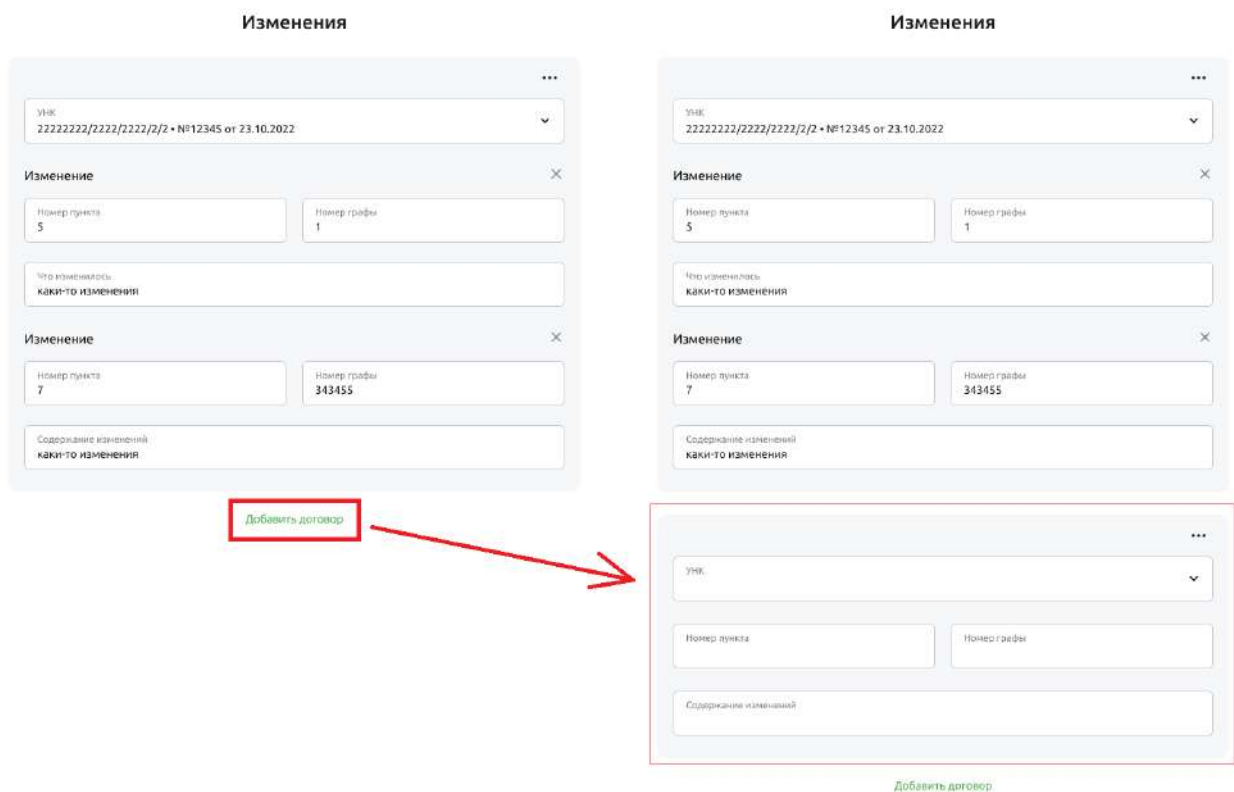 Изменения
•••
УНК
22222222/2222/2222/2/2 • №12345 от 23.10.2022
Изменение
Номер пункта
5
Номер графы
1
Что изменилось
каки-то изменения
Изменение
Номер пункта
7
Номер графы
343455
Содержание изменений
каки-то изменения
Добавить договор
Изменения
•••
УНК
22222222/2222/2222/2/2 • №12345 от 23.10.2022
Изменение
Номер пункта
5
Номер графы
1
Что изменилось
каки-то изменения
Изменение
Номер пункта
7
Номер графы
343455
Содержание изменений
каки-то изменения
•••
УНК
Номер пункта
Номер графы
Содержание изменений
Добавить договор